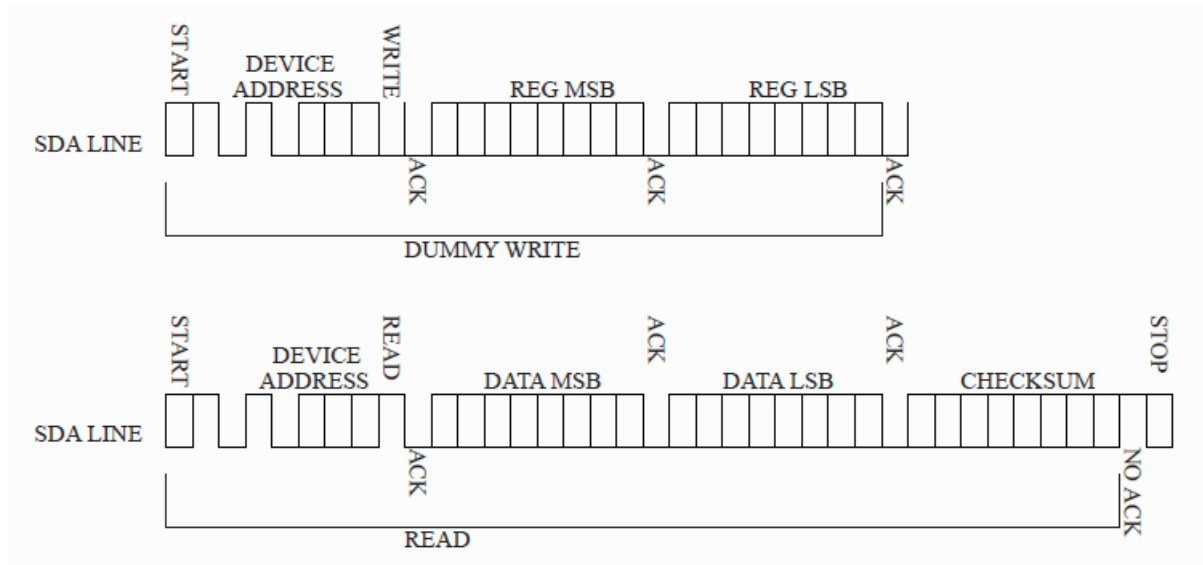 START
DEVICE
ADDRESS
WRITE
REG MSB
REG LSB
SDA LINE
ACK
ACK
ACK
DUMMY WRITE
START
DEVICE
ADDRESS
READ
DATA MSB
ACK
DATA LSB
ACK
CHECKSUM
STOP
SDA LINE
ACK
NO ACK
READ